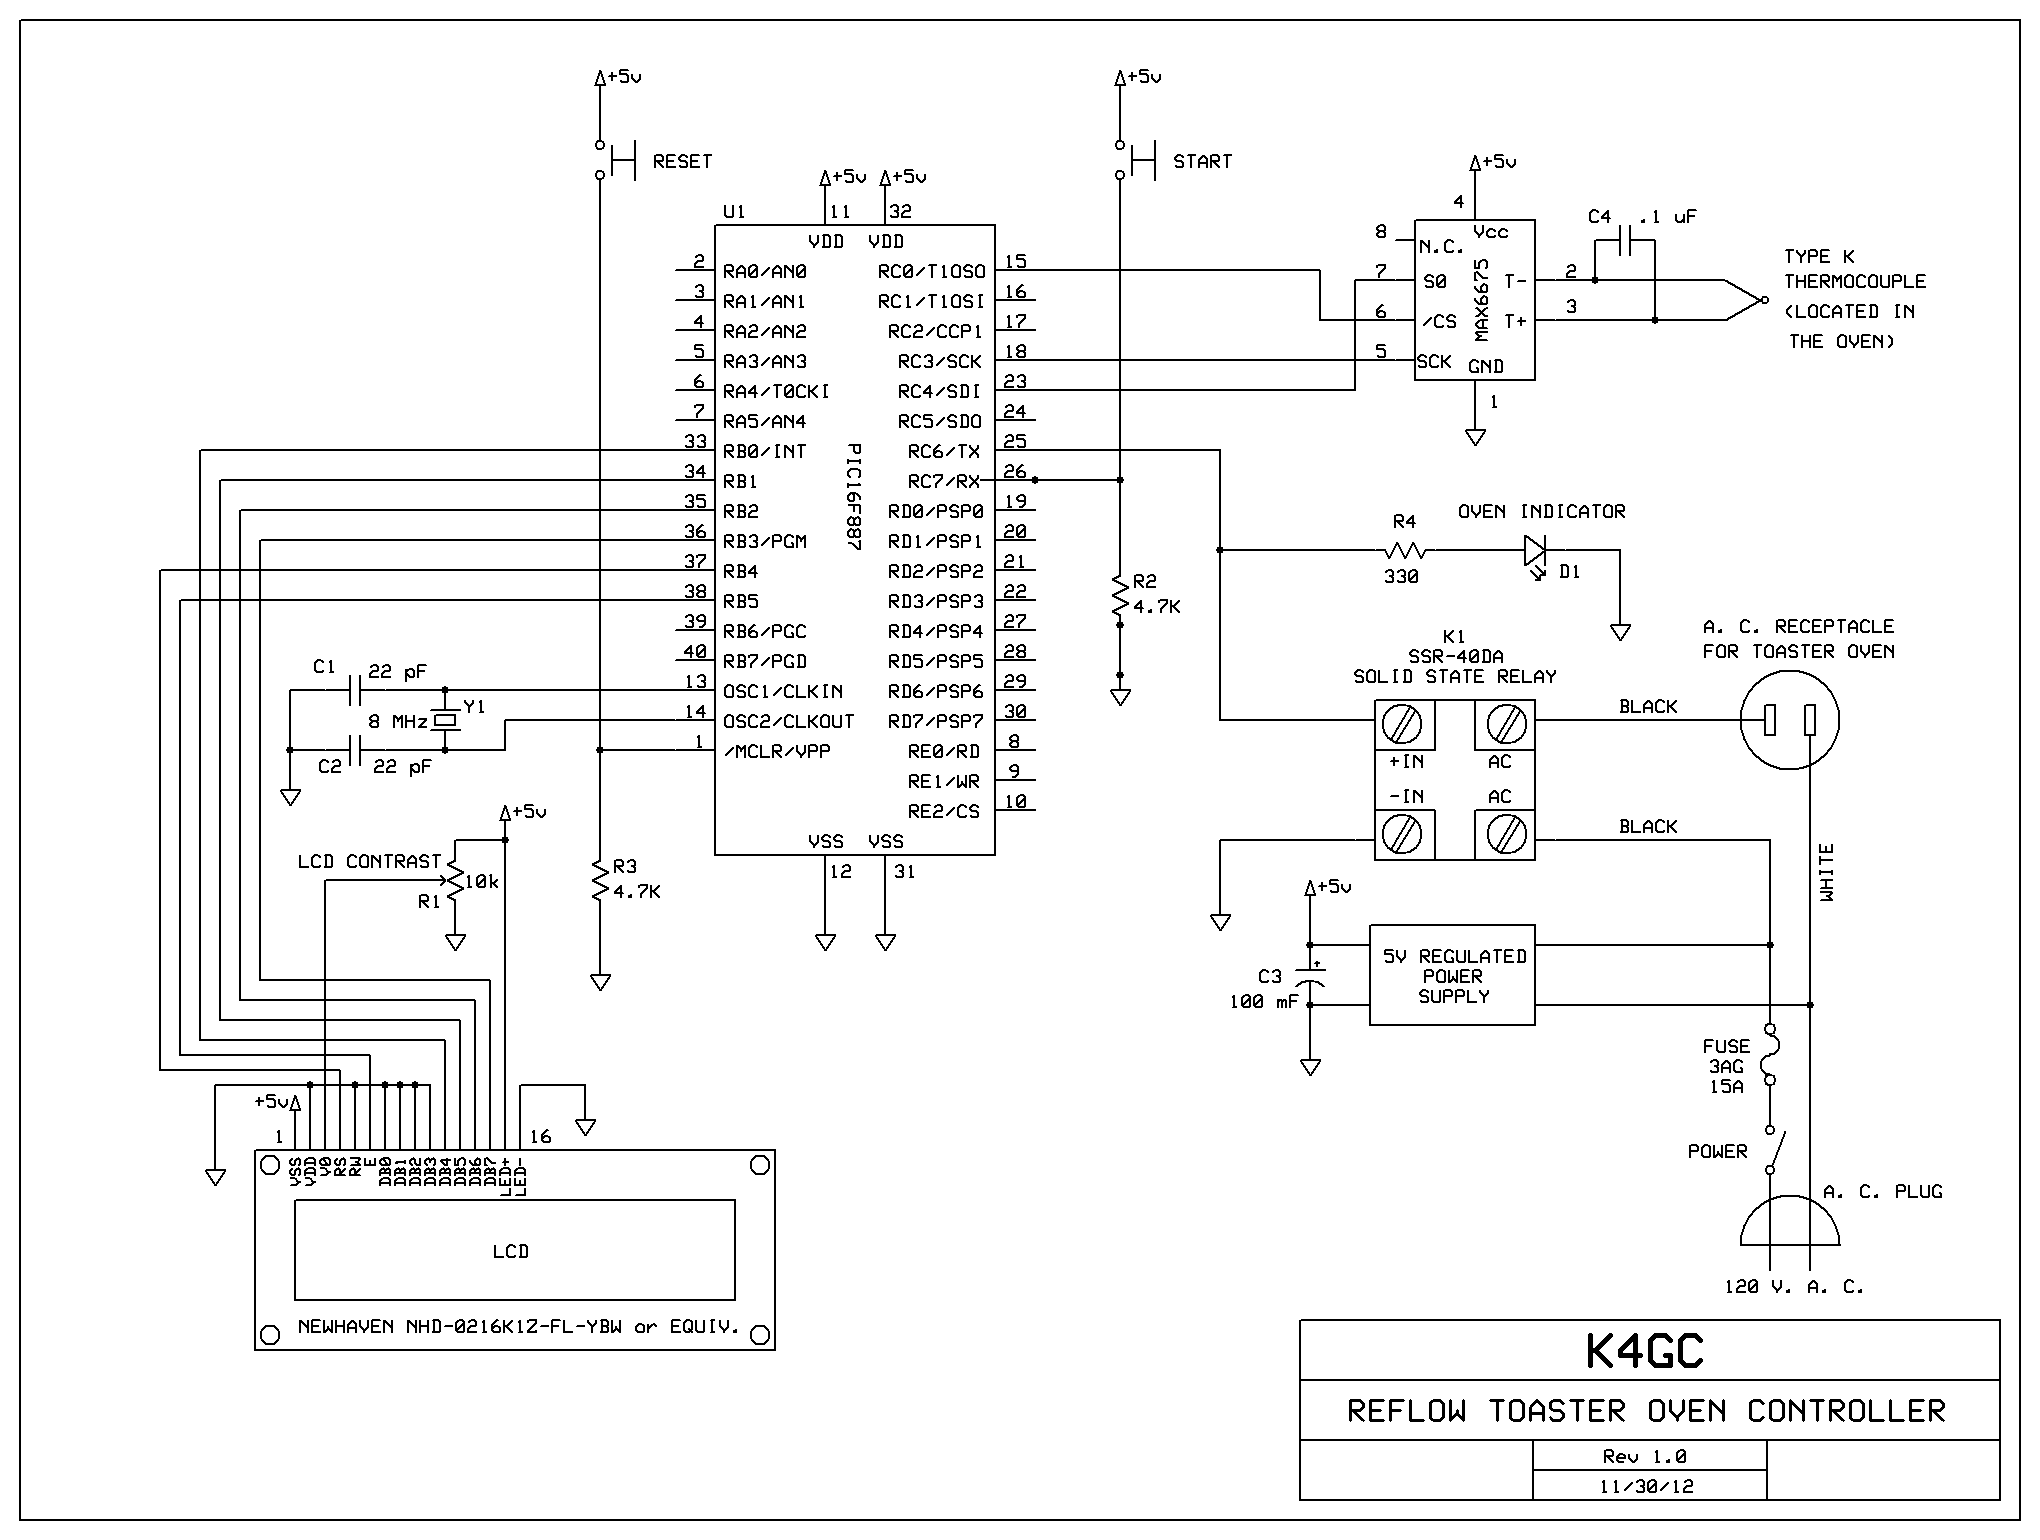 +5v
+5v
RESET
START
+5v
+5v
+5v
U1
11
32
VDD
VDD
2
RA0/AN0
3
RA1/AN1
4
RA2/AN2
5
RA3/AN3
6
RA4/T0CKI
7
RA5/AN4
33
RB0/INT
34
RB1
35
RB2
36
RB3/PGM
37
RB4
38
RB5
39
RB6/PGC
40
RB7/PGD
13
OSC1/CLKIN
14
OSC2/CLKOUT
1
/MCLR/VPP
PIC16F887
RC0/T1OSO
15
RC1/T1OSI
16
RC2/CCP1
17
RC3/SCK
18
RC4/SDI
23
RC5/SDO
24
RC6/TX
25
RC7/RX
26
RD0/PSP0
19
RD1/PSP1
20
RD2/PSP2
21
RD3/PSP3
22
RD4/PSP4
27
RD5/PSP5
28
RD6/PSP6
29
RD7/PSP7
30
RE0/RD
8
RE1/WR
9
RE2/CS
10
VSS
VSS
12
31
4
Vcc
8
N.C.
7
S0
6
/CS
5
SCK
MAX6675
T-
2
T+
3
GND
1
C4
.1 uF
TYPE K
THERMOCOUPLE
(LOCATED IN
THE OVEN)
R2
4.7K
R4
330
OVEN INDICATOR
D1
K1
SSR-40DA
SOLID STATE RELAY
+IN
AC
-IN
AC
BLACK
BLACK
WHITE
A. C. RECEPTACLE
FOR TOASTER OVEN
C1
22 pF
8 MHz
Y1
C2
22 pF
+5v
LCD CONTRAST
10k
R1
R3
4.7K
+5v
5V REGULATED
POWER
SUPPLY
C3
+
100 mF
FUSE
3AG
15A
POWER
A. C. PLUG
120 V. A. C.
+5v
1
16
VSS
VDD
V0
RS
RW
E
DB0
DB1
DB2
DB3
DB4
DB5
DB6
DB7
LED+
LED-
LCD
NEWHAVEN NHD-0216K1Z-FL-YBW or EQUIV.
K4GC
REFLOW TOASTER OVEN CONTROLLER
Rev 1.0
11/30/12